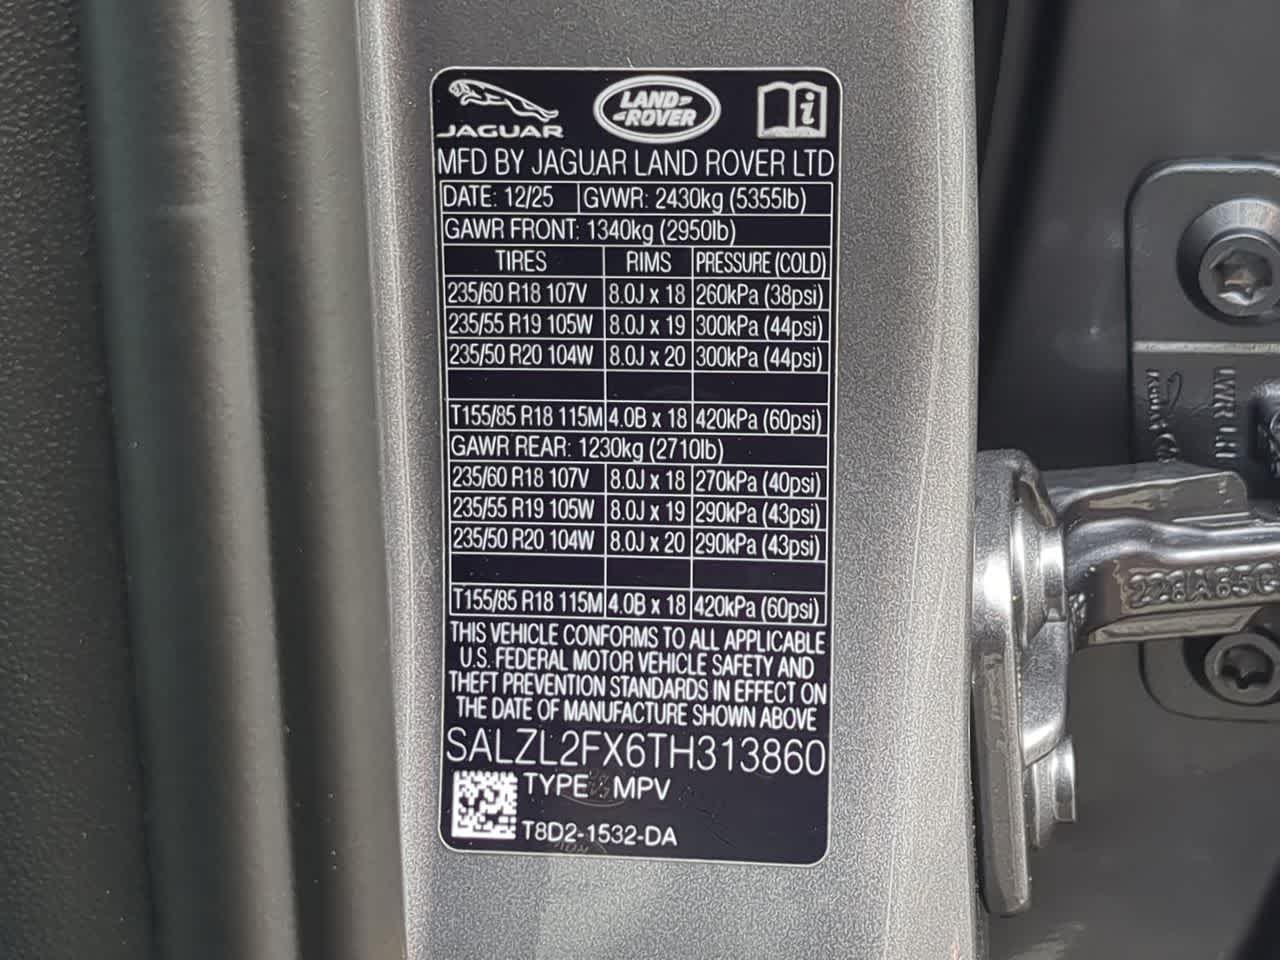 JAGUAR LAND ROVER i
MFD BY JAGUAR LAND ROVER LTD
DATE: 12/25 GVWR: 2430kg (5355lb)
GAWR FRONT: 1340kg (2950lb)
TIRES RIMS PRESSURE (COLD)
235/60 R18 107V 8.0J x 18 260kPa (38psi)
235/55 R19 105W 8.0J x 19 300kPa (44psi)
235/50 R20 104W 8.0J x 20 300kPa (44psi)
T155/85 R18 115M 4.0B x 18 420kPa (60psi)
GAWR REAR: 1230kg (2710lb)
235/60 R18 107V 8.0J x 18 270kPa (40psi)
235/55 R19 105W 8.0J x 19 290kPa (43psi)
235/50 R20 104W 8.0J x 20 290kPa (43psi)
T155/85 R18 115M 4.0B x 18 420kPa (60psi)
THIS VEHICLE CONFORMS TO ALL APPLICABLE
U.S. FEDERAL MOTOR VEHICLE SAFETY AND
THEFT PREVENTION STANDARDS IN EFFECT ON
THE DATE OF MANUFACTURE SHOWN ABOVE
SALZL2FX6TH313860
TYPE MPV
T8D2-1532-DA